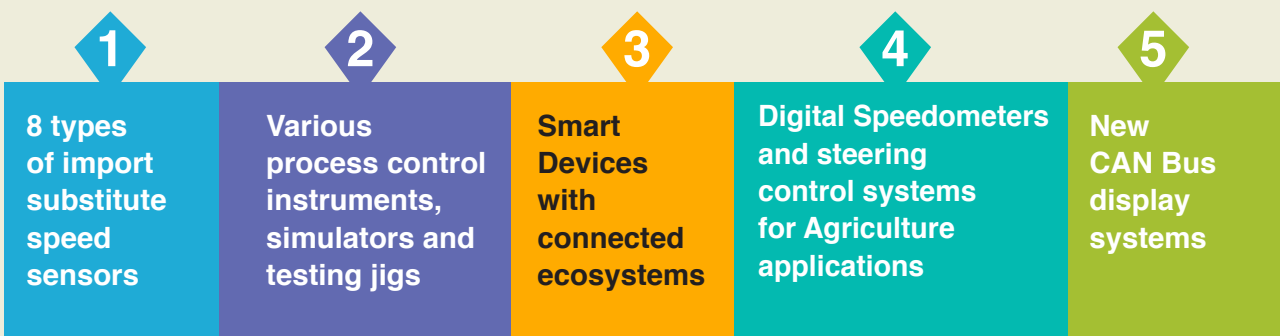 1
8 types
of import
substitute
speed
sensors
2
Various
process control
instruments,
simulators and
testing jigs
3
Smart
Devices
with
connected
ecosystems
4
Digital Speedometers
and steering
control systems
for Agriculture
applications
5
New
CAN Bus
display
systems